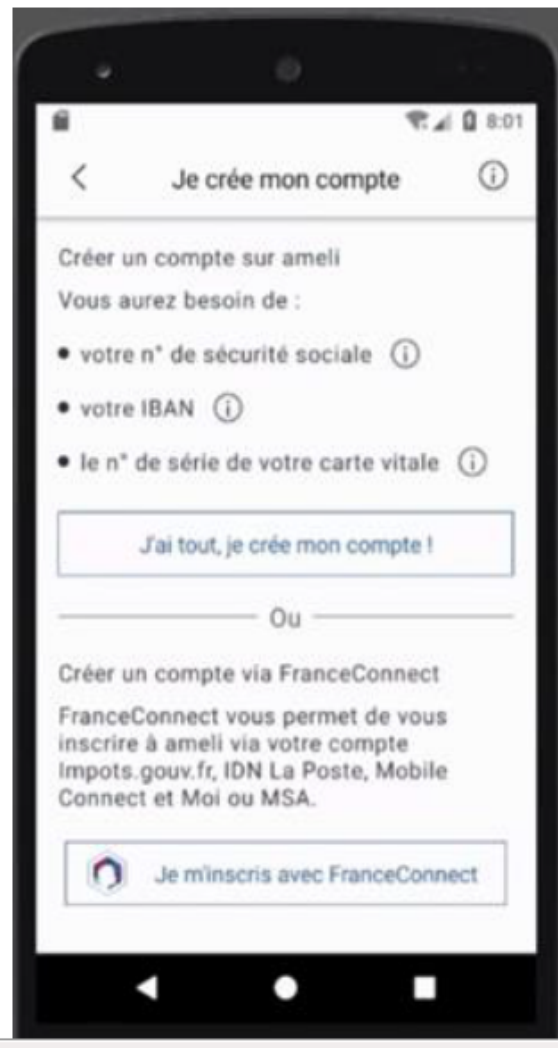 8:01
Je crée mon compte
Créer un compte sur ameli
Vous aurez besoin de :
• votre n° de sécurité sociale
• votre IBAN
• le n° de série de votre carte vitale
J'ai tout, je crée mon compte !
Ou
Créer un compte via FranceConnect
FranceConnect vous permet de vous
inscrire à ameli via votre compte
Impots.gouv.fr, IDN La Poste, Mobile
Connect et Moi ou MSA.
Je m'inscris avec FranceConnect